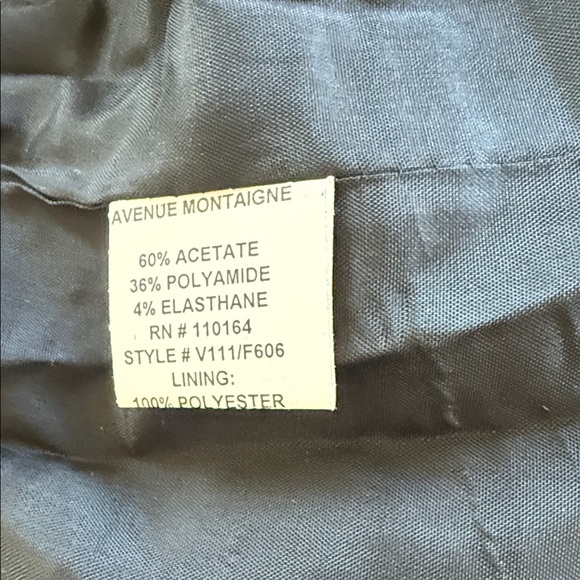 AVENUE MONTAIGNE
60% ACETATE
36% POLYAMIDE
4% ELASTHANE
RN # 110164
STYLE # V111/F606
LINING:
100% POLYESTER